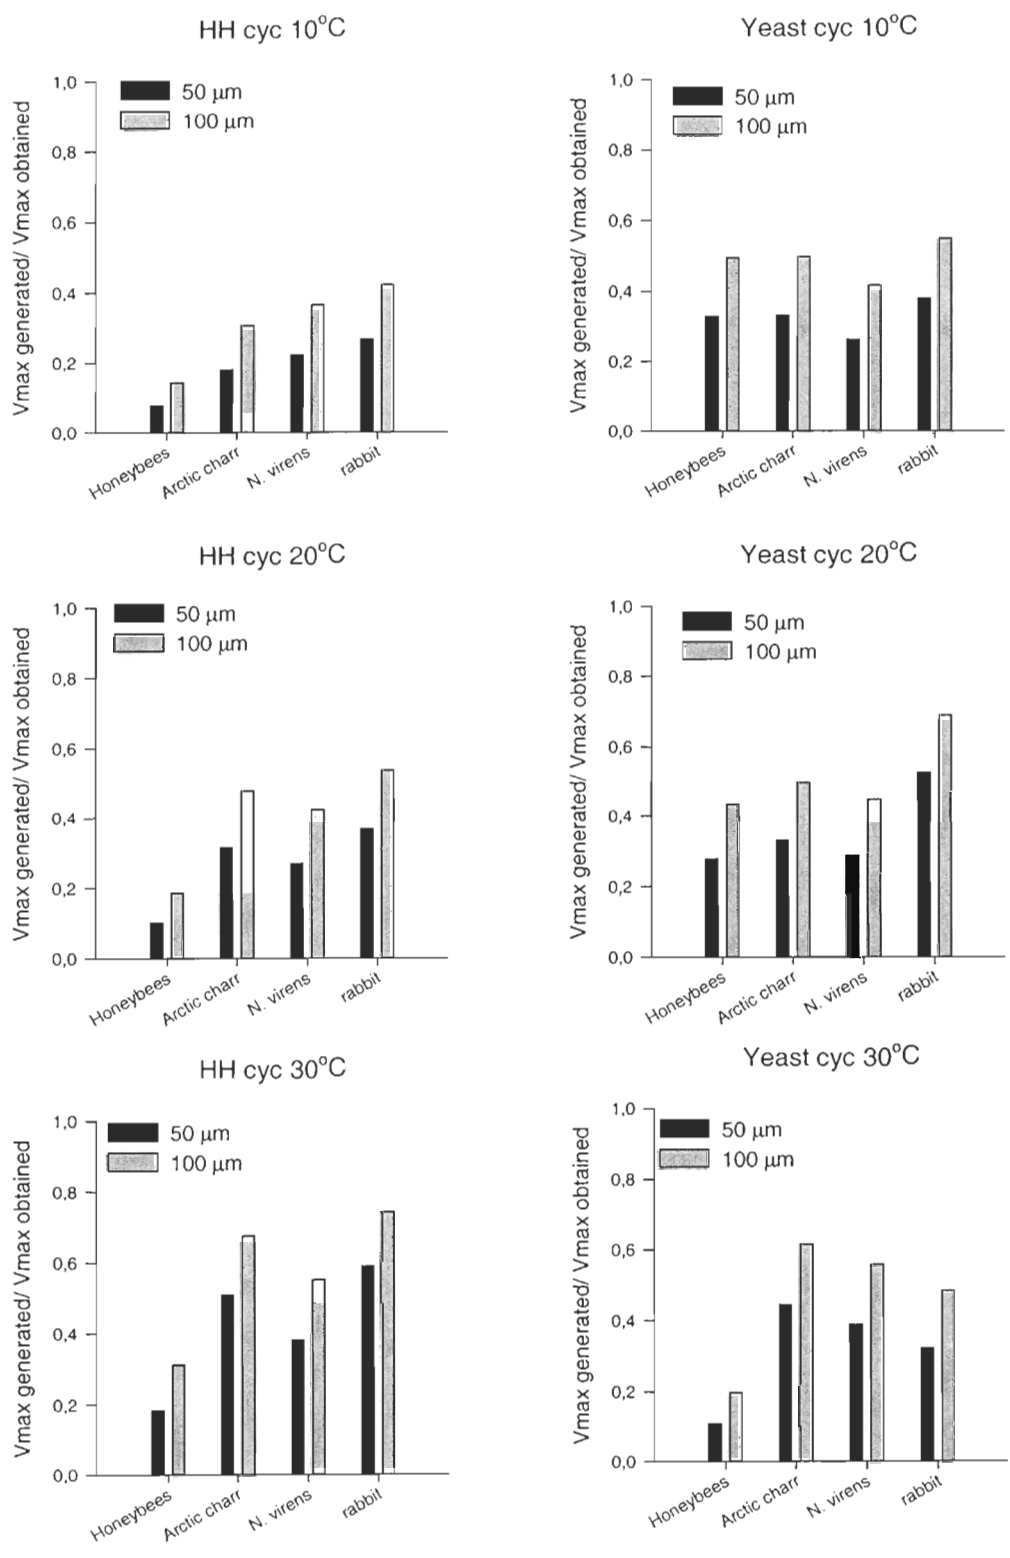 HH cyc 10°C
Vmax generated/ Vmax obtained
1,0
0,8
0,6
0,4
0,2
0,0
50 µm
100 µm
Honeybees
Arctic charr
N. virens
rabbit
Yeast cyc 10°C
Vmax generated/ Vmax obtained
1,0
0,8
0,6
0,4
0,2
0,0
50 µm
100 µm
Honeybees
Arctic charr
N. virens
rabbit
HH cyc 20°C
Vmax generated/ Vmax obtained
1,0
0,8
0,6
0,4
0,2
0,0
50 µm
100 µm
Honeybees
Arctic charr
N. virens
rabbit
Yeast cyc 20°C
Vmax generated/ Vmax obtained
1,0
0,8
0,6
0,4
0,2
0,0
50 µm
100 µm
Honeybees
Arctic charr
N. virens
rabbit
HH cyc 30°C
Vmax generated/ Vmax obtained
1,0
0,8
0,6
0,4
0,2
0,0
50 µm
100 µm
Honeybees
Arctic charr
N. virens
rabbit
Yeast cyc 30°C
Vmax generated/ Vmax obtained
1,0
0,8
0,6
0,4
0,2
0,0
50 µm
100 µm
Honeybees
Arctic charr
N. virens
rabbit